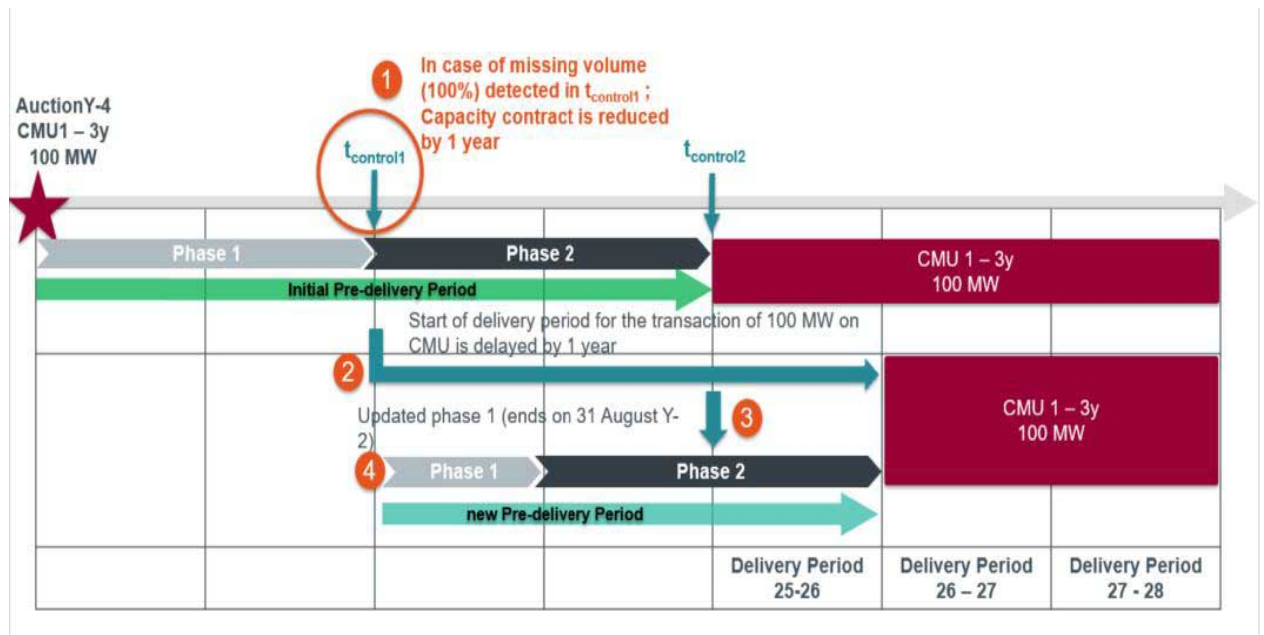 AuctionY-4
CMU1 – 3y
100 MW
1
In case of missing volume
(100%) detected in tcontrol1 ;
Capacity contract is reduced
by 1 year
tcontrol1
tcontrol2
Phase 1
Phase 2
CMU 1 – 3y
100 MW
Initial Pre-delivery Period
Start of delivery period for the transaction of 100 MW on
CMU is delayed by 1 year
2
CMU 1 – 3y
100 MW
3
Updated phase 1 (ends on 31 August Y-
2)
4
Phase 1
Phase 2
new Pre-delivery Period
Delivery Period
25-26
Delivery Period
26 – 27
Delivery Period
27 - 28